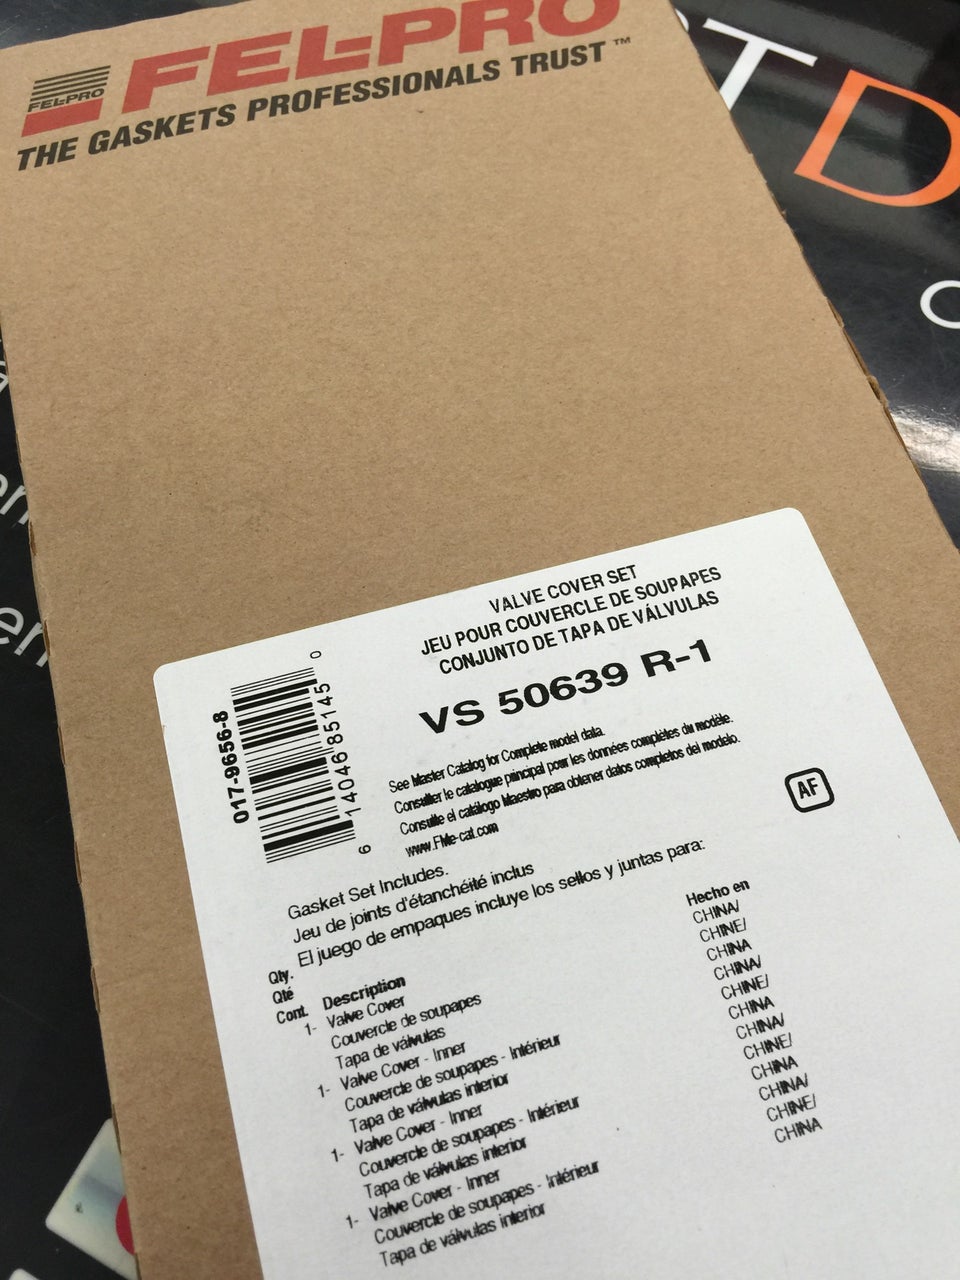 FEL-PRO
FEL-PRO
THE GASKETS PROFESSIONALS TRUST ™
T D
VALVE COVER SET
JEU POUR COUVERCLE DE SOUPAPES
CONJUNTO DE TAPA DE VÁLVULAS
VS 50639 R-1
017-9656-8
6 14046 85145 0
See Master Catalog for Complete model data.
Consulter le catalogue principal pour les données complètes du modèle.
Consulte el catálogo Maestro para obtener datos completos del modelo.
www.FMe-cat.com
AF
Gasket Set Includes.
Jeu de joints d'étanchéité inclus
El juego de empaques incluye los sellos y juntas para:
Hecho en
Qty.
Qté
Cont. Description
1- Valve Cover CHINA/
Couvercle de soupapes CHINE/
Tapa de válvulas CHINA
1- Valve Cover - Inner CHINA/
Couvercle de soupapes - Intérieur CHINE/
Tapa de válvulas interior CHINA
1- Valve Cover - Inner CHINA/
Couvercle de soupapes - Intérieur CHINE/
Tapa de válvulas interior CHINA
1- Valve Cover - Inner CHINA/
Couvercle de soupapes - Intérieur CHINE/
Tapa de válvulas interior CHINA